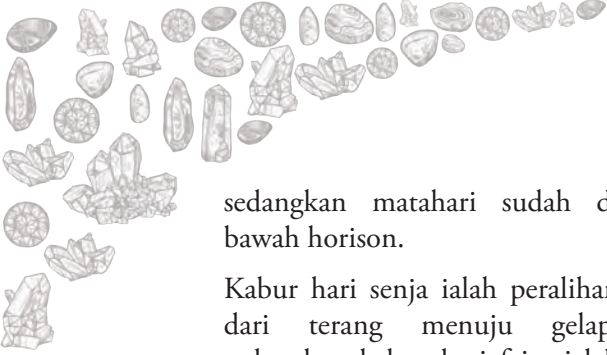 sedangkan matahari sudah d
bawah horison.
Kabur hari senja ialah peralihan
dari terang menuju gelap